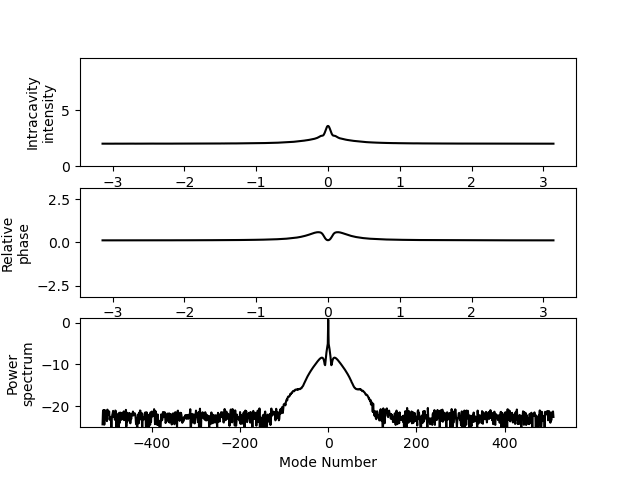 Intracavity
intensity
5
0
−3 −2 −1 0 1 2 3
Relative
phase
2.5
0.0
−2.5
−3 −2 −1 0 1 2 3
Power
spectrum
0
−10
−20
−400 −200 0 200 400
Mode Number